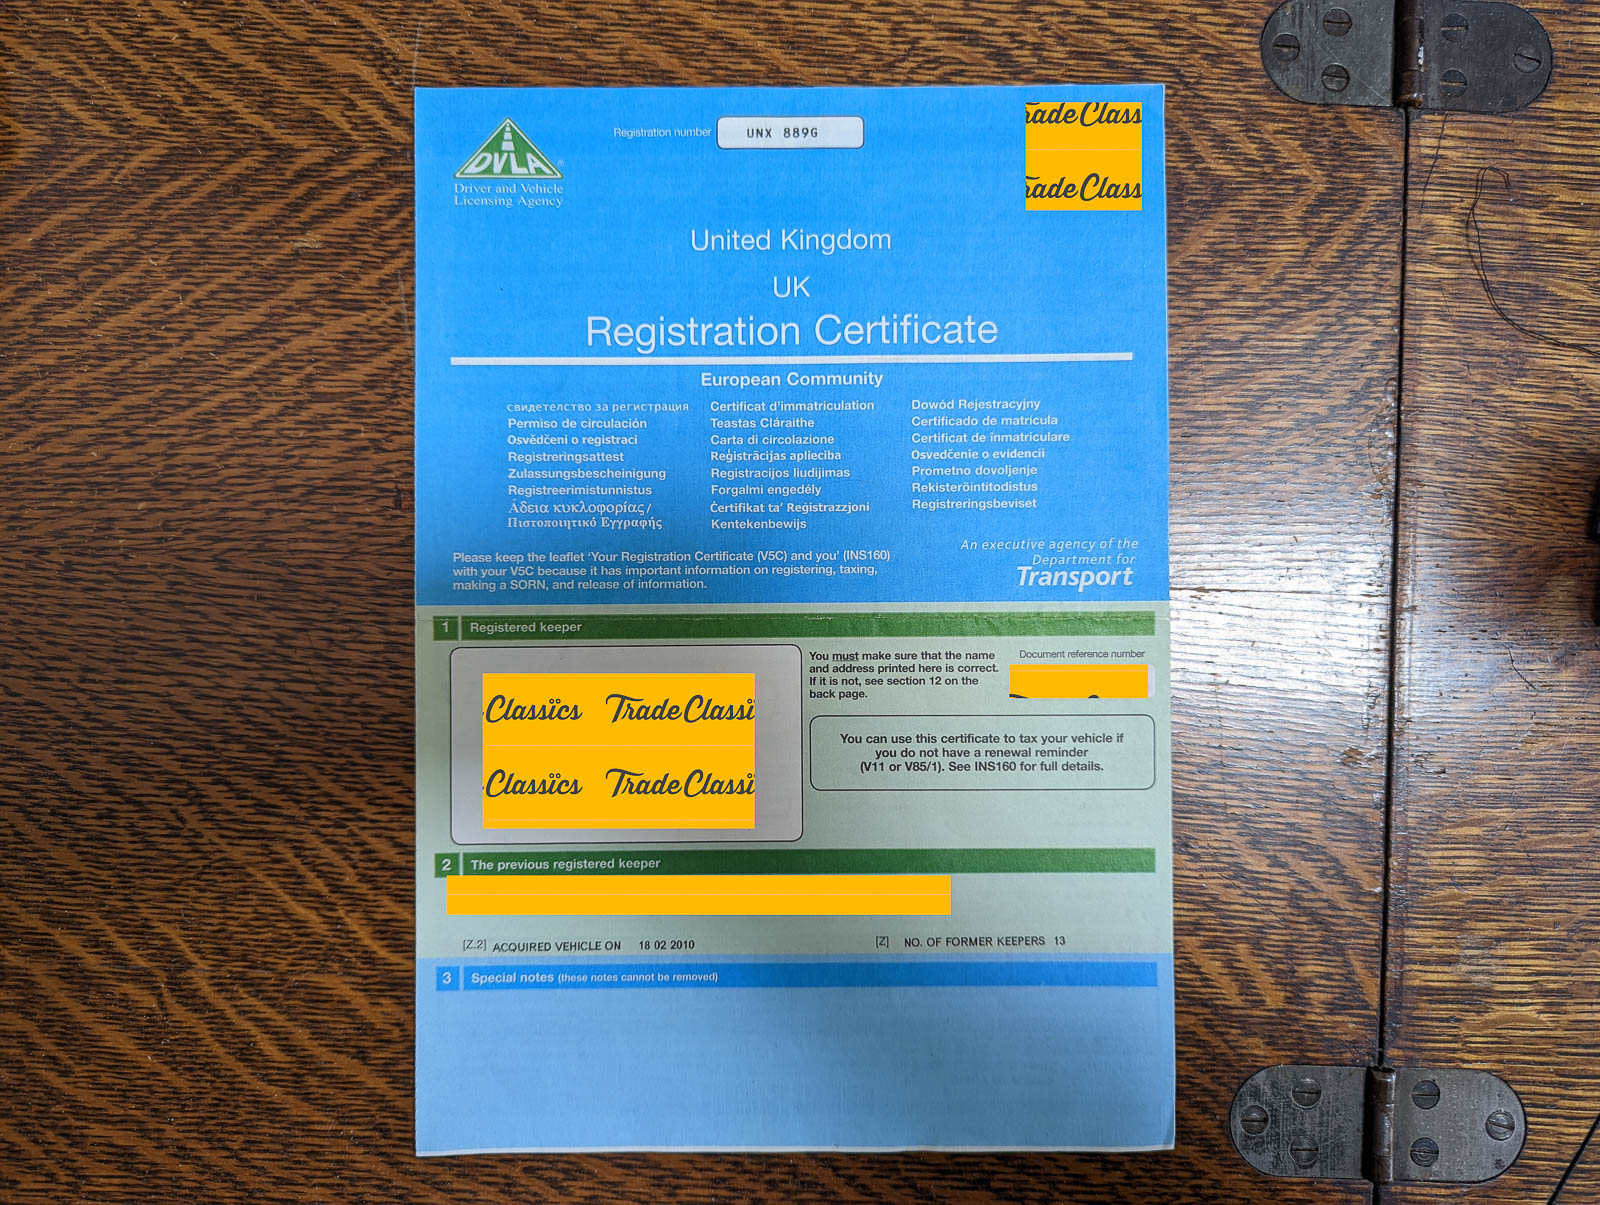 DVLA
Driver and Vehicle
Licensing Agency
Registration number UNX 889G
Trade Class
Trade Class
United Kingdom
UK
Registration Certificate
European Community
свидетелство за регистрация
Permiso de circulación
Osvědčení o registraci
Registreringsattest
Zulassungsbescheinigung
Registreerimistunnistus
Άδεια κυκλοφορίας /
Πιστοποιητικό Εγγραφής
Certificat d'immatriculation
Teastas Cláraithe
Carta di circolazione
Reģistrācijas apliecība
Registracijos liudijimas
Forgalmi engedély
Ċertifikat ta' Reġistrazzjoni
Kentekenbewijs
Dowód Rejestracyjny
Certificado de matrícula
Certificat de înmatriculare
Osvedčenie o evidencii
Prometno dovoljenje
Rekisteröintitodistus
Registreringsbeviset
Please keep the leaflet 'Your Registration Certificate (V5C) and you' (INS160)
with your V5C because it has important information on registering, taxing,
making a SORN, and release of information.
An executive agency of the
Department for
Transport
1 Registered keeper
Classics Trade Classi
Classics Trade Classi
You must make sure that the name
and address printed here is correct.
If it is not, see section 12 on the
back page.
Document reference number
You can use this certificate to tax your vehicle if
you do not have a renewal reminder
(V11 or V85/1). See INS160 for full details.
2 The previous registered keeper
[Z.2] ACQUIRED VEHICLE ON 18 02 2010
[Z] NO. OF FORMER KEEPERS 13
3 Special notes (these notes cannot be removed)